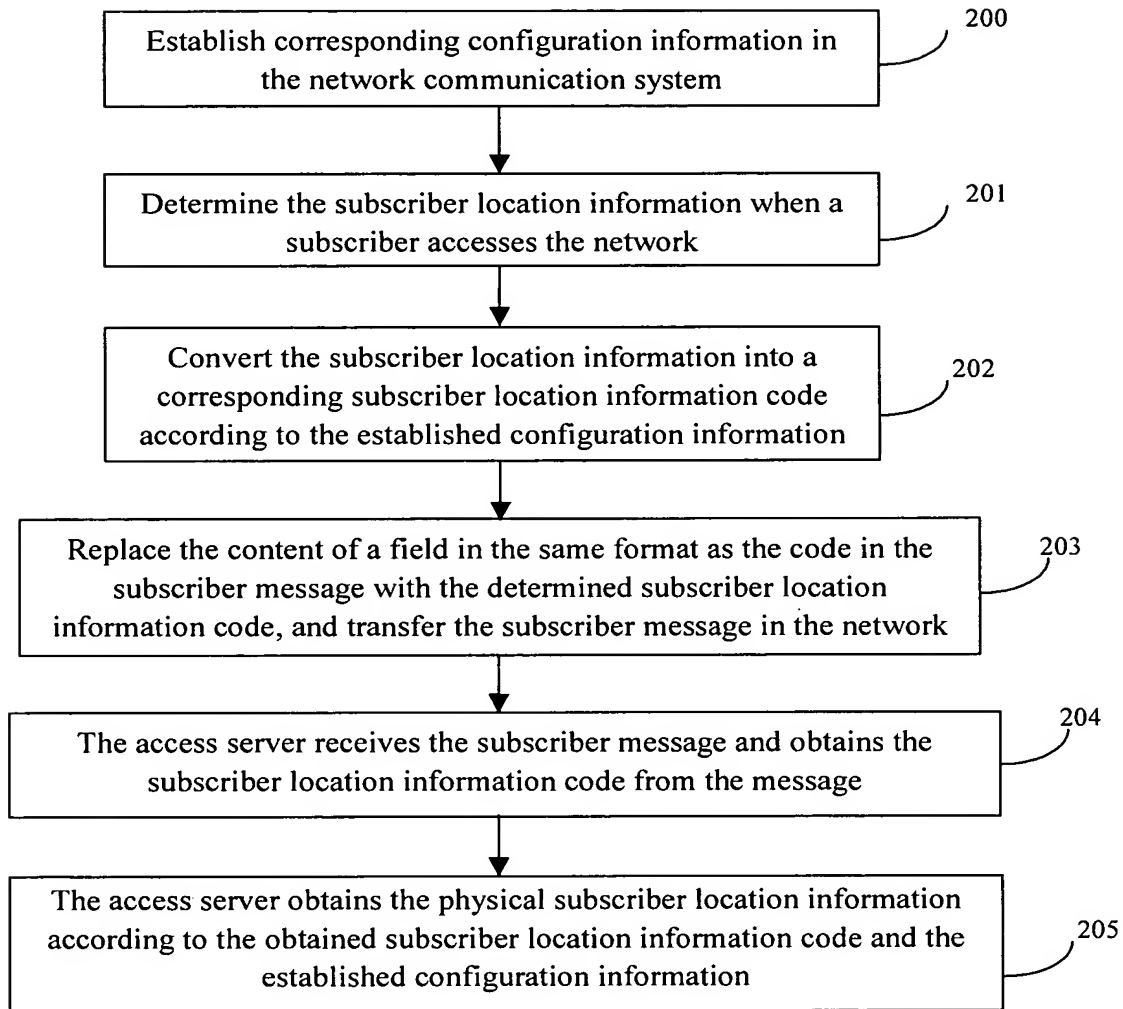 Establish corresponding configuration information in
the network communication system
200
Determine the subscriber location information when a
subscriber accesses the network
201
Convert the subscriber location information into a
corresponding subscriber location information code
according to the established configuration information
202
Replace the content of a field in the same format as the code in the
subscriber message with the determined subscriber location
information code, and transfer the subscriber message in the network
203
The access server receives the subscriber message and obtains the
subscriber location information code from the message
204
The access server obtains the physical subscriber location information
according to the obtained subscriber location information code and the
established configuration information
205